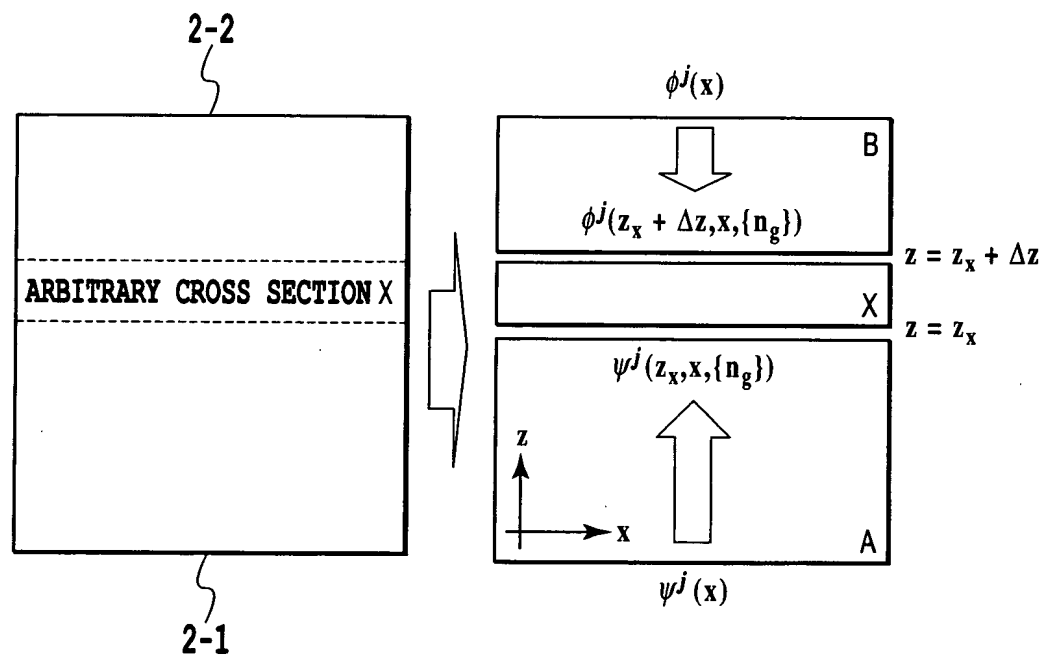 2-2
ARBITRARY CROSS SECTION X
2-1
ϕʲ(x)
B
ϕʲ(zₓ + Δz,x,{n_g})
z = zₓ + Δz
X
z = zₓ
ψʲ(zₓ,x,{n_g})
z
x
A
ψʲ(x)